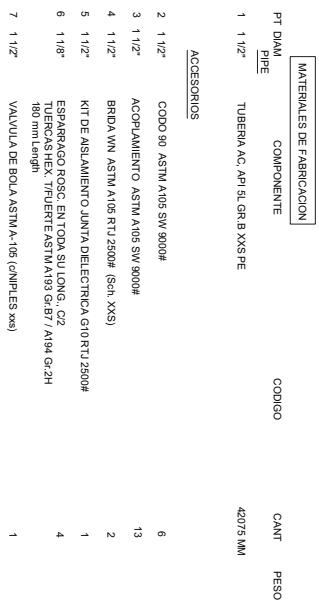 MATERIALES DE FABRICACION
PT DIAM COMPONENTE CODIGO CANT PESO
PIPE
1 1 1/2" TUBERIA AC, API 5L GR.B XXS PE 42075 MM
ACCESORIOS
2 1 1/2" CODO 90 ASTM A105 SW 9000# 6
3 1 1/2" ACOPLAMIENTO ASTM A105 SW 9000# 13
4 1 1/2" BRIDA WN ASTM A105 RTJ 2500# (Sch. XXS) 2
5 1 1/2" KIT DE AISLAMIENTO JUNTA DIELECTRICA G10 RTJ 2500# 1
6 1 1/8" ESPARRAGO ROSC. EN TODA SU LONG., C/2 4
TUERCAS HEX. T/FUERTE ASTM A193 Gr.B7 / A194 Gr.2H
180 mm Length
7 1 1/2" VALVULA DE BOLA ASTM A-105 (c/NIPLES xxs) 1